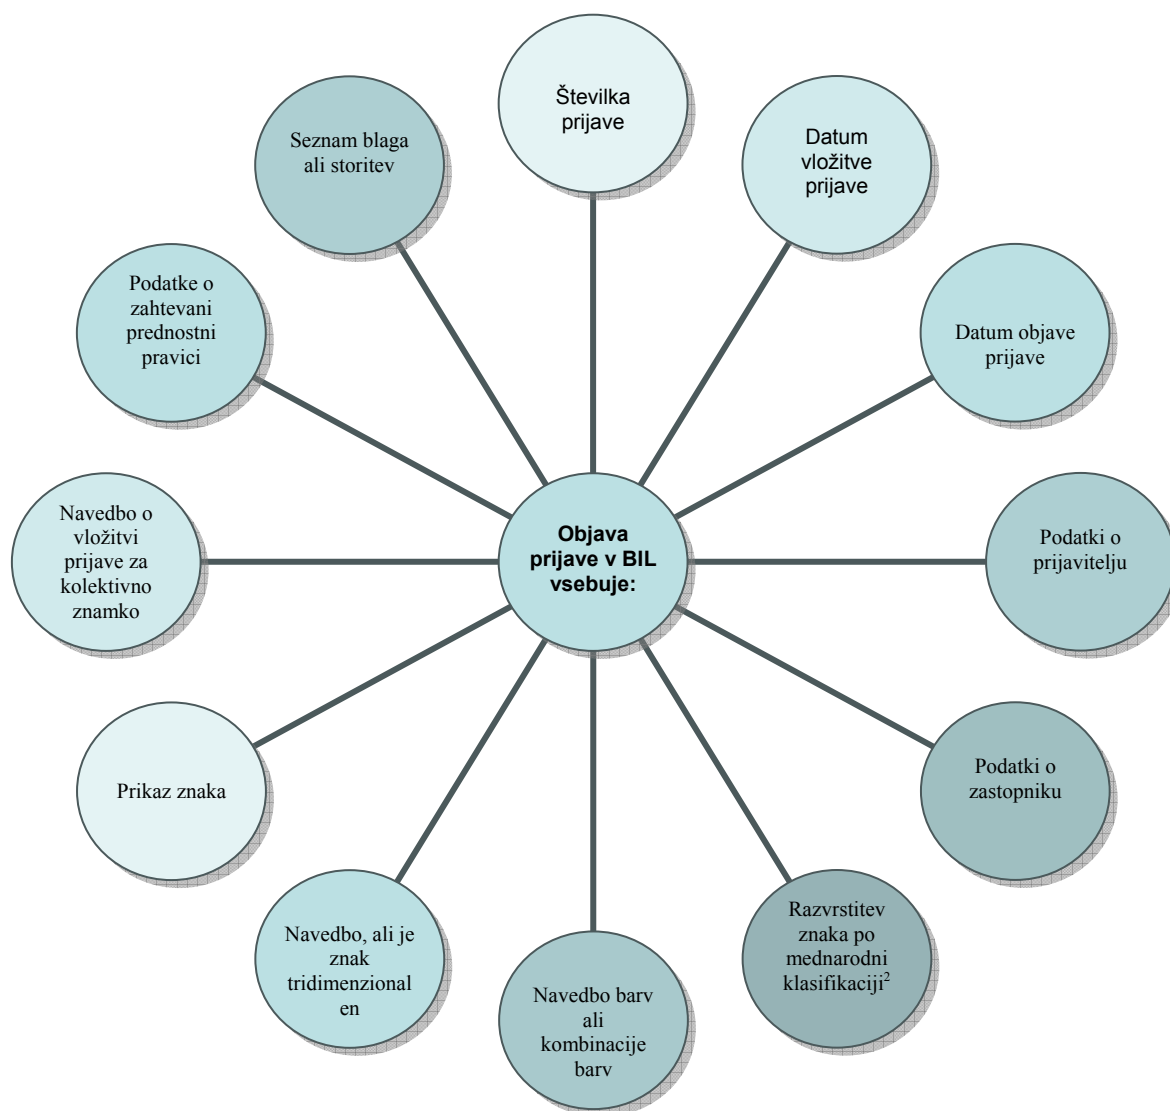 Številka
prijave
Datum
vložitve
prijave
Datum objave
prijave
Podatki o
prijavitelju
Podatki o
zastopniku
Razvrstitev
znaka po
mednarodni
klasifikaciji²
Navedbo barv
ali
kombinacije
barv
Navedbo, ali je
znak
tridimenzional
en
Prikaz znaka
Navedbo o
vložitvi
prijave za
kolektivno
znamko
Podatke o
zahtevani
prednostni
pravici
Seznam blaga
ali storitev
Objava
prijave v BIL
vsebuje: